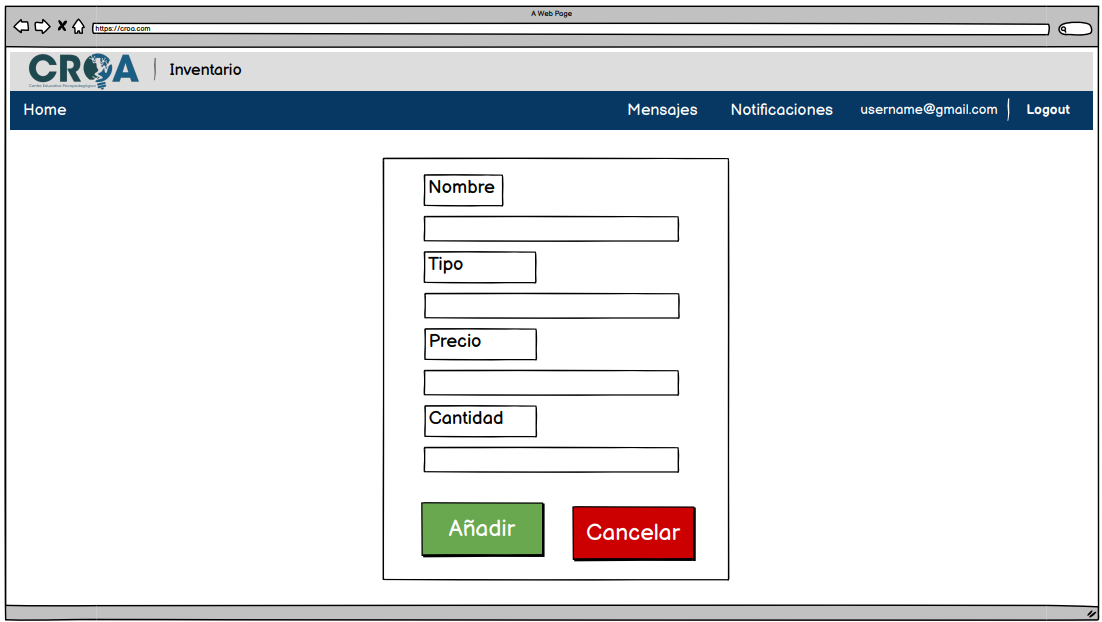 A Web Page
https://croa.com
CROA
Centro Educativo Psicopedagógico
Inventario
Home
Mensajes
Notificaciones
username@gmail.com
Logout
Nombre
Tipo
Precio
Cantidad
Añadir
Cancelar